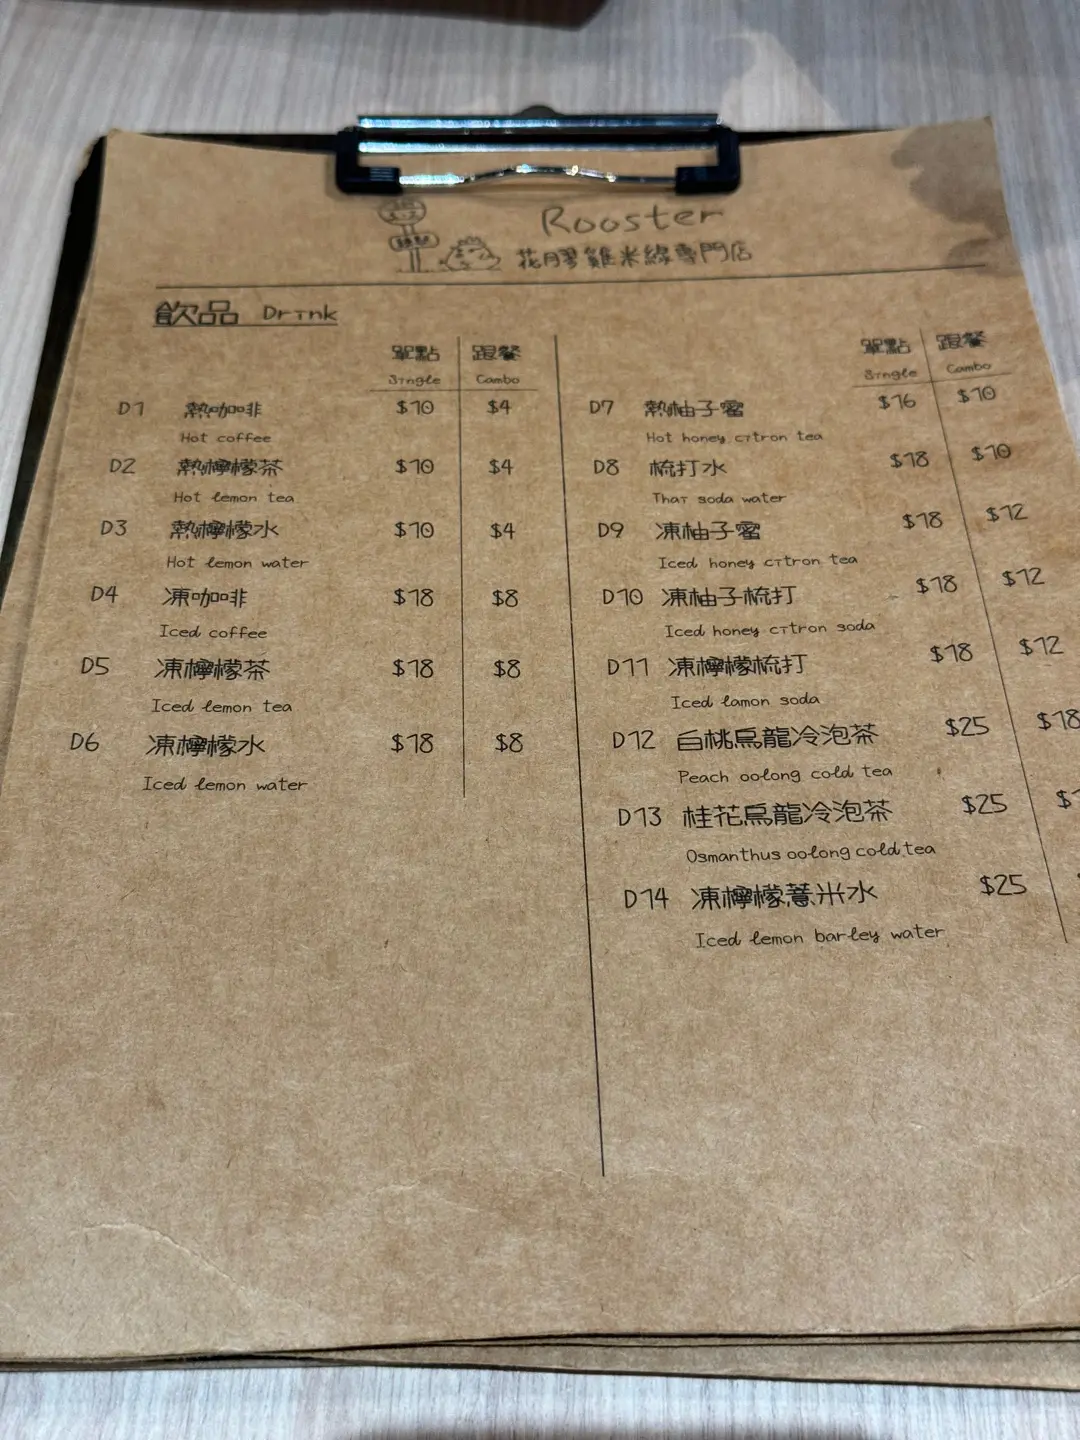 Rooster
花膠雞米線專門店
飲品 Drink
單點 跟餐
Single Combo
D1 熱咖啡 $10 $4
Hot coffee
D2 熱檸檬茶 $10 $4
Hot lemon tea
D3 熱檸檬水 $10 $4
Hot lemon water
D4 凍咖啡 $18 $8
Iced coffee
D5 凍檸檬茶 $18 $8
Iced lemon tea
D6 凍檸檬水 $18 $8
Iced lemon water
單點 跟餐
Single Combo
D7 熱柚子蜜 $16 $10
Hot honey citron tea
D8 梳打水 $18 $10
Thai soda water
D9 凍柚子蜜 $18 $12
Iced honey citron tea
D10 凍柚子梳打 $18 $12
Iced honey citron soda
D11 凍檸檬梳打 $18 $12
Iced lamon soda
D12 白桃烏龍冷泡茶 $25 $18
Peach oolong cold tea
D13 桂花烏龍冷泡茶 $25
Osmanthus oolong cold tea
D14 凍檸檬薏米水 $25
Iced lemon barley water